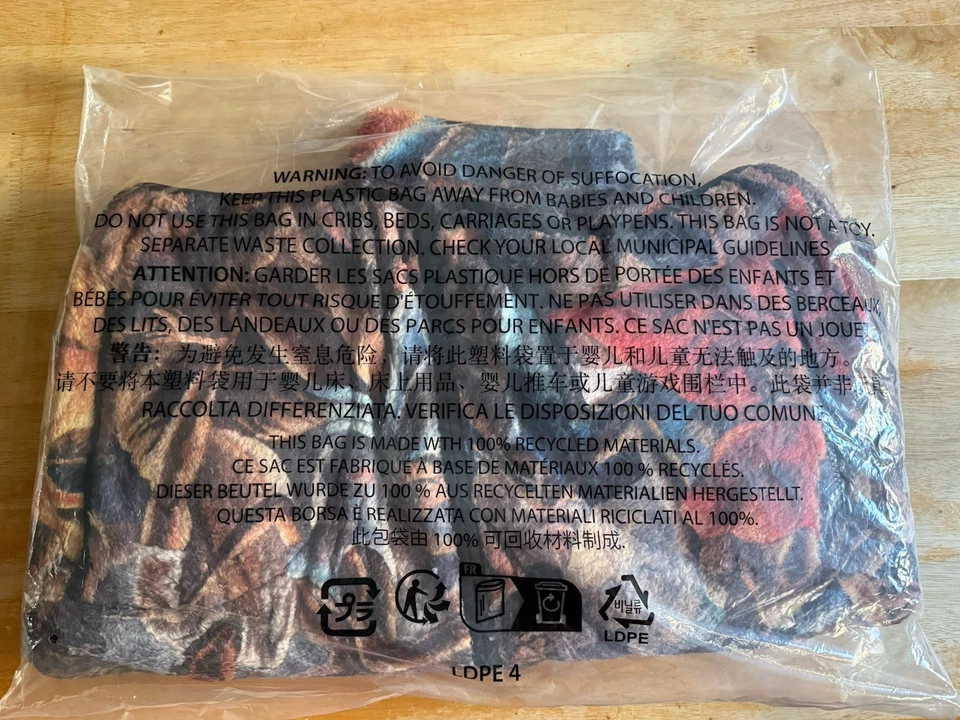 WARNING: TO AVOID DANGER OF SUFFOCATION,
KEEP THIS PLASTIC BAG AWAY FROM BABIES AND CHILDREN.
DO NOT USE THIS BAG IN CRIBS, BEDS, CARRIAGES OR PLAYPENS. THIS BAG IS NOT A TOY.
SEPARATE WASTE COLLECTION. CHECK YOUR LOCAL MUNICIPAL GUIDELINES
ATTENTION: GARDER LES SACS PLASTIQUE HORS DE PORTÉE DES ENFANTS ET
BÉBÉS POUR ÉVITER TOUT RISQUE D'ÉTOUFFEMENT. NE PAS UTILISER DANS DES BERCEAUX,
DES LITS, DES LANDEAUX OU DES PARCS POUR ENFANTS. CE SAC N'EST PAS UN JOUET
警告: 为避免发生窒息危险, 请将此塑料袋置于婴儿和儿童无法触及的地方。
请不要将本塑料袋用于婴儿床、床上用品、婴儿推车或儿童游戏围栏中。此袋并非
RACCOLTA DIFFERENZIATA. VERIFICA LE DISPOSIZIONI DEL TUO COMUNE
THIS BAG IS MADE WTH 100% RECYCLED MATERIALS.
CE SAC EST FABRIQUÉ À BASE DE MATÉRIAUX 100 % RECYCLÉS.
DIESER BEUTEL WURDE ZU 100 % AUS RECYCELTEN MATERIALIEN HERGESTELLT.
QUESTA BORSA È REALIZZATA CON MATERIALI RICICLATI AL 100%.
此包袋由 100% 可回收材料制成.
プラ
FR
비닐류
LDPE
LDPE 4